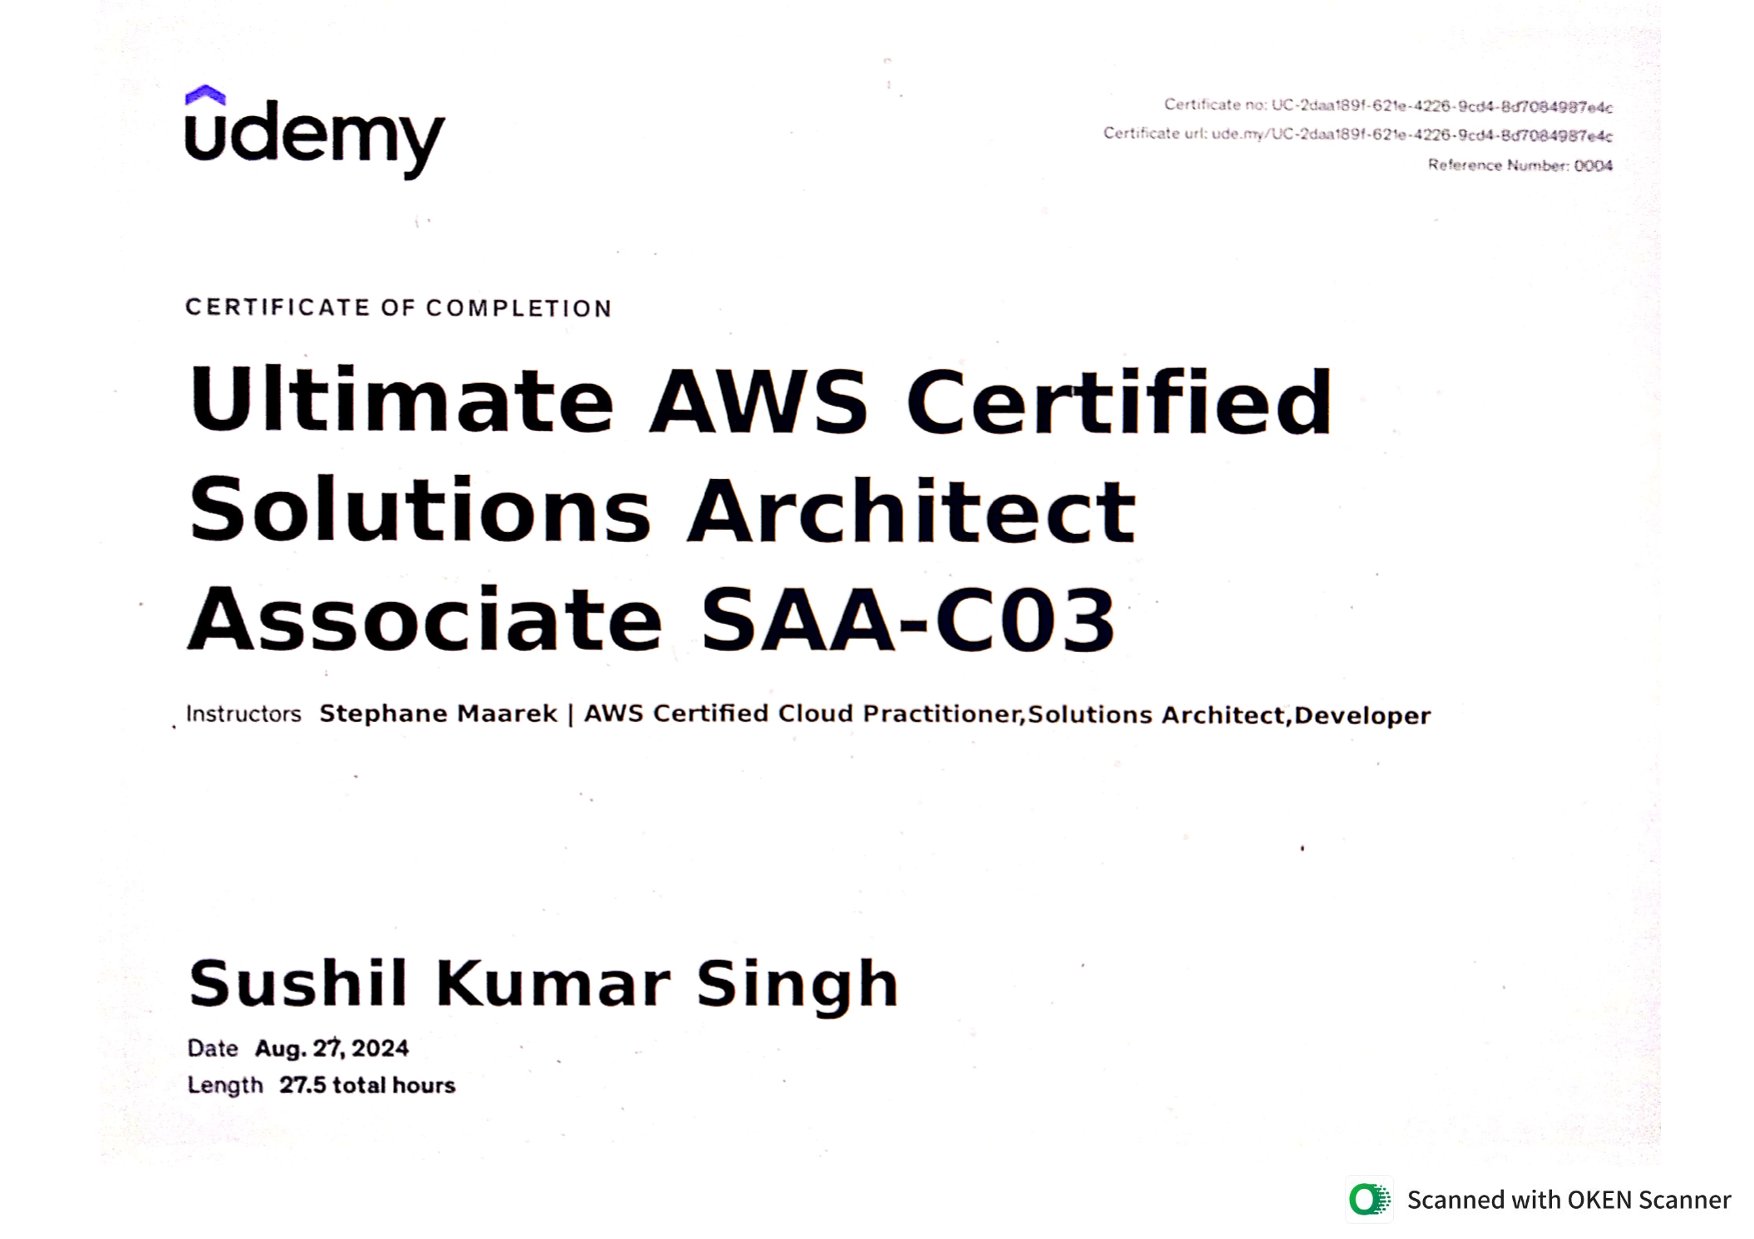 udemy
Certificate no: UC-2daa189f-621e-4226-9cd4-8d7084987e4c
Certificate url: ude.my/UC-2daa189f-621e-4226-9cd4-8d7084987e4c
Reference Number: 0004
CERTIFICATE OF COMPLETION
Ultimate AWS Certified
Solutions Architect
Associate SAA-C03
Instructors Stephane Maarek | AWS Certified Cloud Practitioner,Solutions Architect,Developer
Sushil Kumar Singh
Date Aug. 27, 2024
Length 27.5 total hours
Scanned with OKEN Scanner